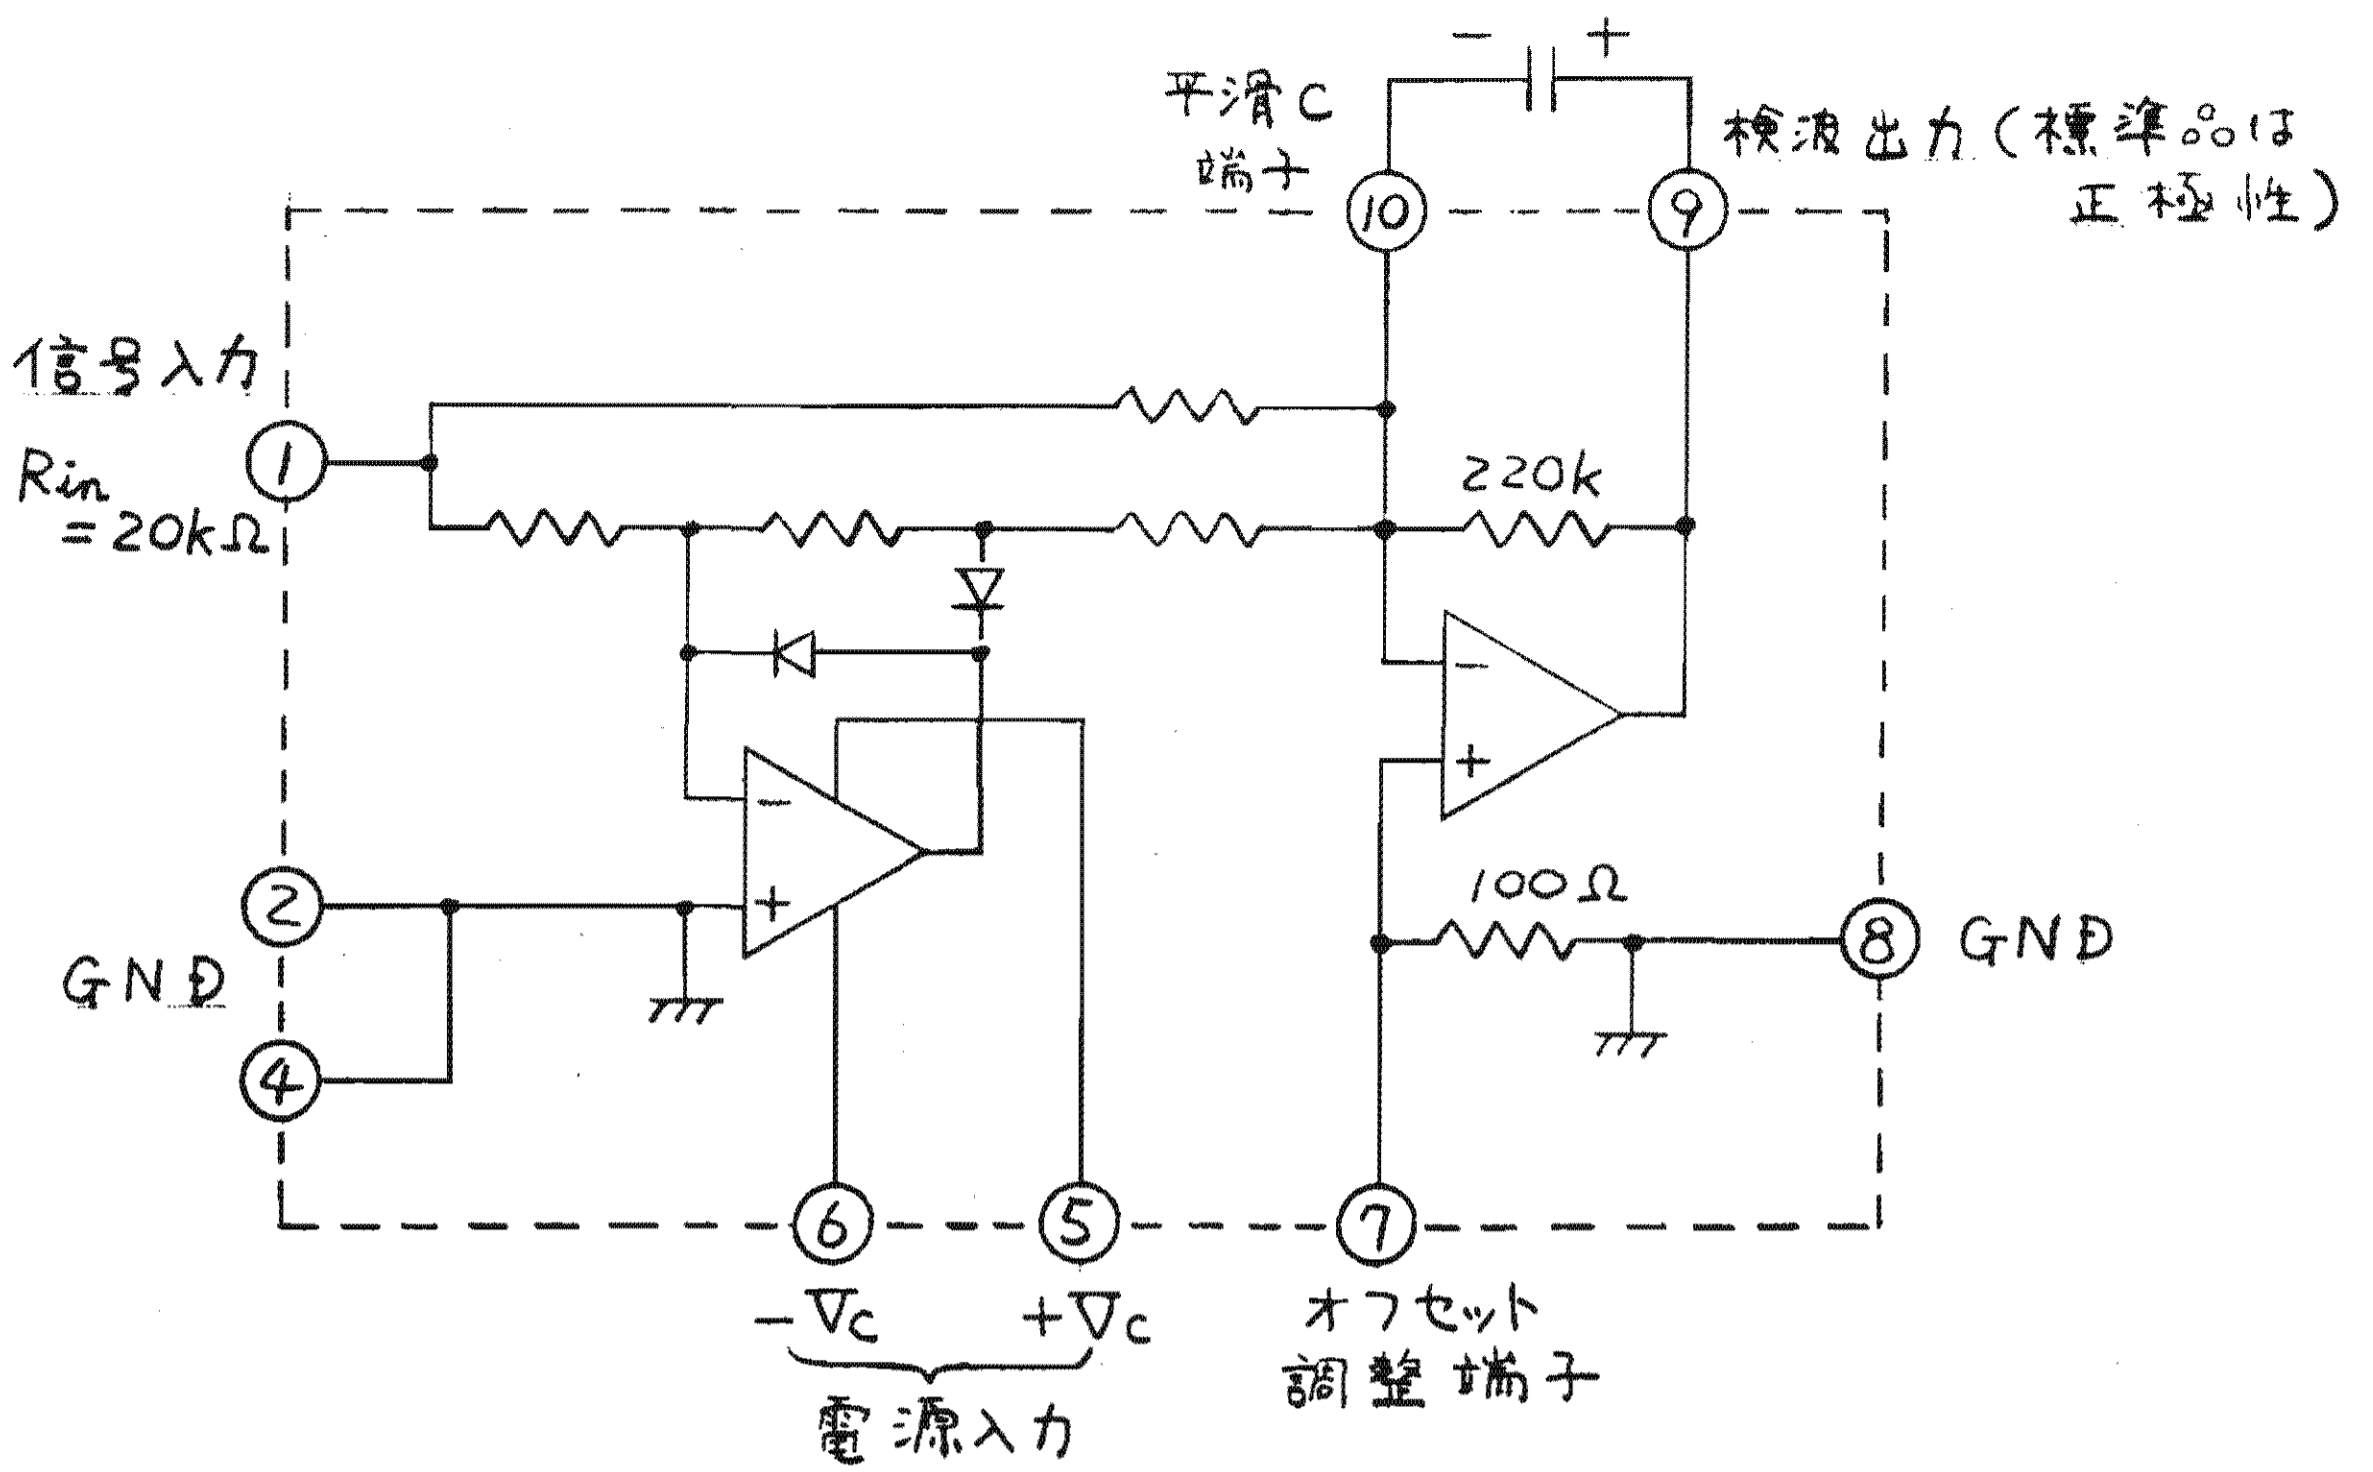 − +
平滑C
端子
⑩
⑨
検波出力(標準品は
正極性)
信号入力
①
Rin
=20kΩ
220k
−
+
−
+
②
GND
④
100Ω
⑧ GND
⑥
⑤
⑦
−Vc
+Vc
電源入力
オフセット
調整端子